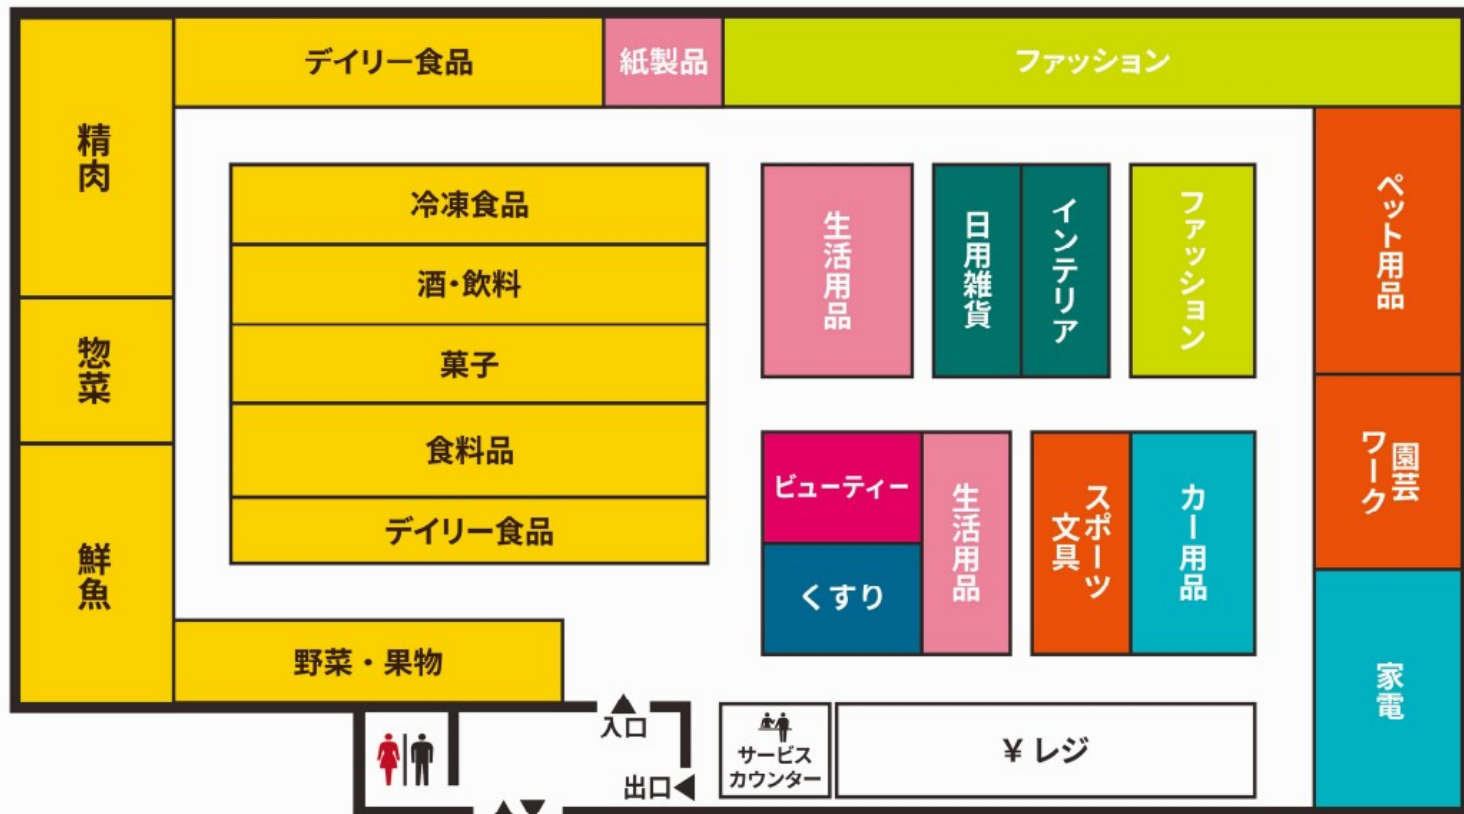 デイリー食品
紙製品
ファッション
精肉
惣菜
鮮魚
冷凍食品
酒・飲料
菓子
食料品
デイリー食品
野菜・果物
生活用品
日用雑貨
インテリア
ファッション
ペット用品
園芸
ワーク
家電
ビューティー
くすり
生活用品
スポーツ
文具
カー用品
入口
出口
サービス
カウンター
¥ レジ